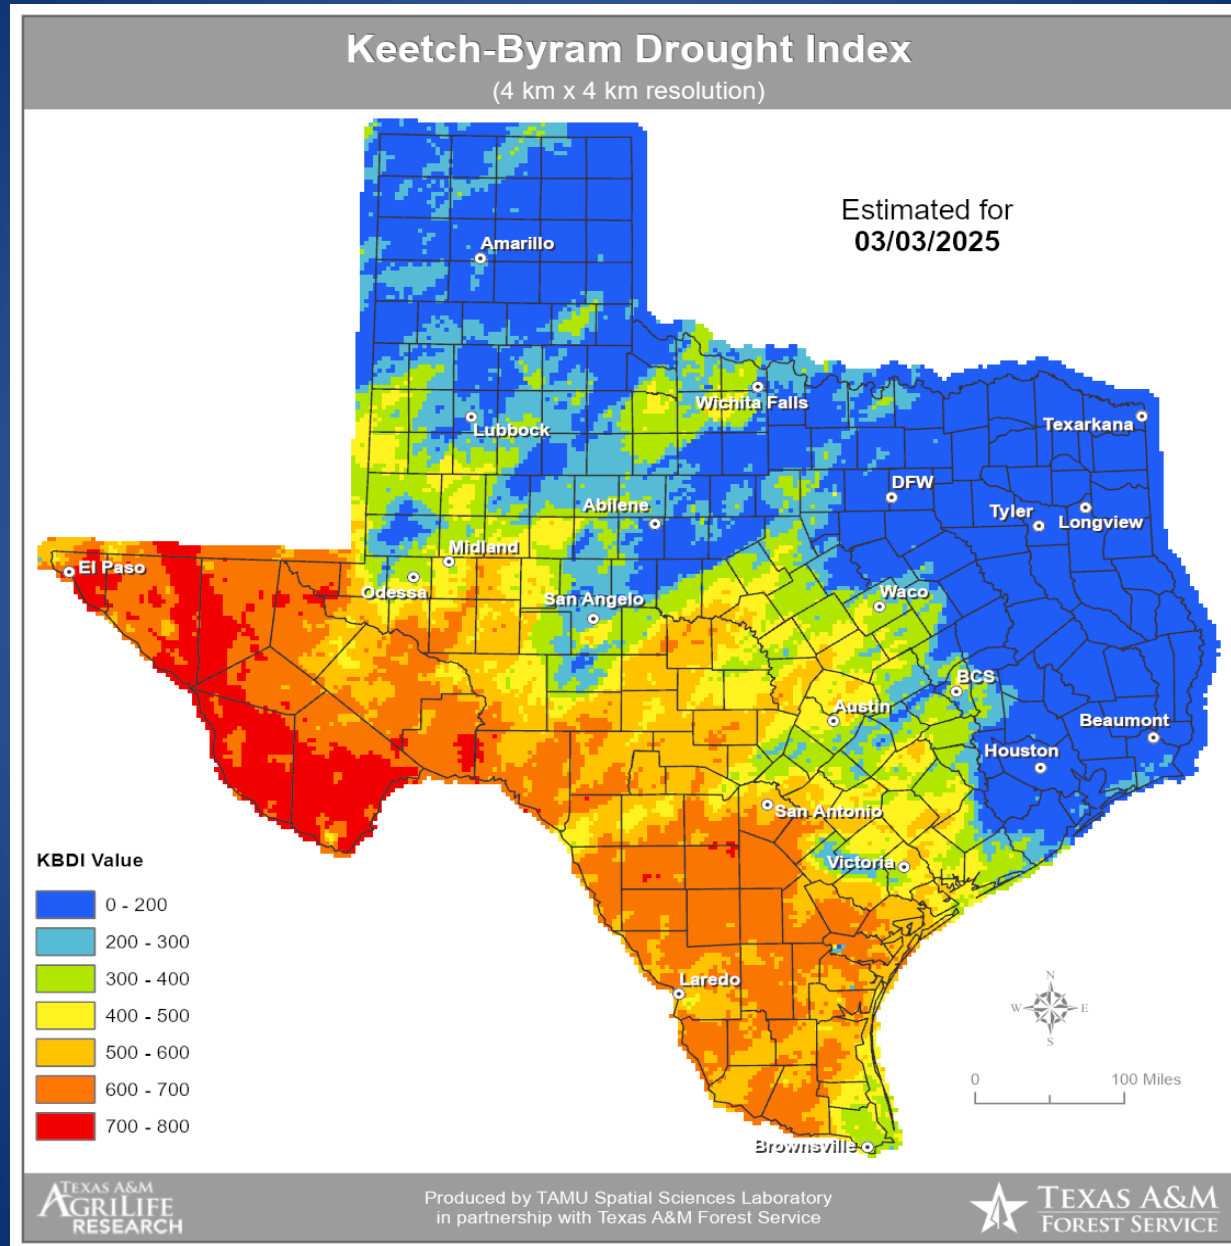 Keetch-Byram Drought Index
(4 km x 4 km resolution)
Estimated for
03/03/2025
Amarillo
Wichita Falls
Lubbock
Texarkana
DFW
Abilene
Tyler
Longview
Midland
El Paso
Odessa
San Angelo
Waco
BCS
Austin
Beaumont
Houston
San Antonio
Victoria
Laredo
Brownsville
KBDI Value
0 - 200
200 - 300
300 - 400
400 - 500
500 - 600
600 - 700
700 - 800
N
W E
S
0 100 Miles
TEXAS A&M
AGRILIFE
RESEARCH
Produced by TAMU Spatial Sciences Laboratory
in partnership with Texas A&M Forest Service
TEXAS A&M
FOREST SERVICE